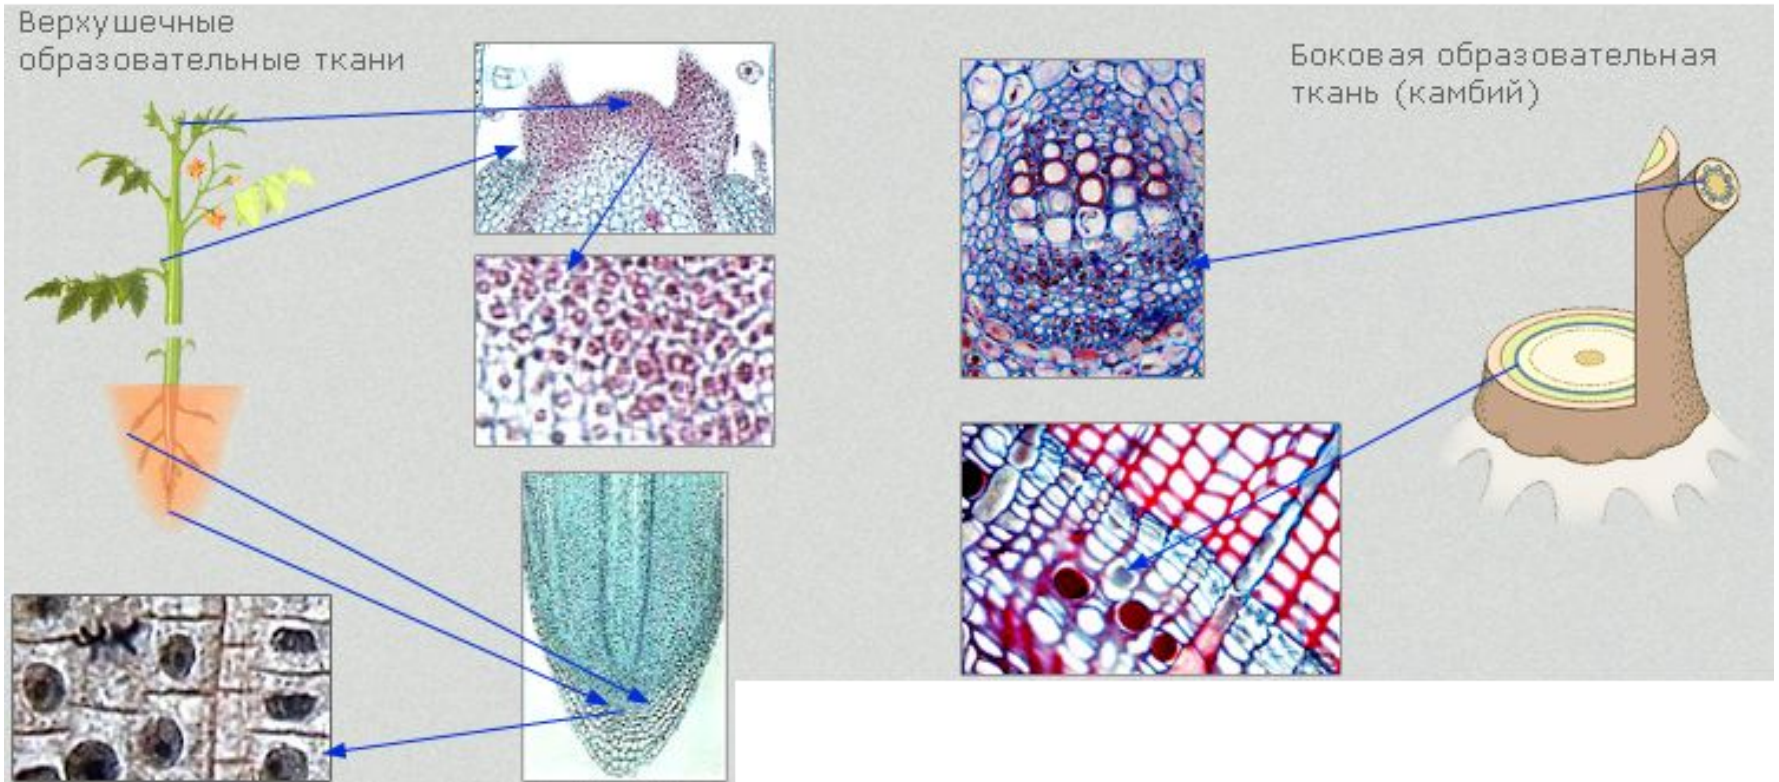 Верхушечные
образовательные ткани
Боковая образовательная
ткань (камбий)